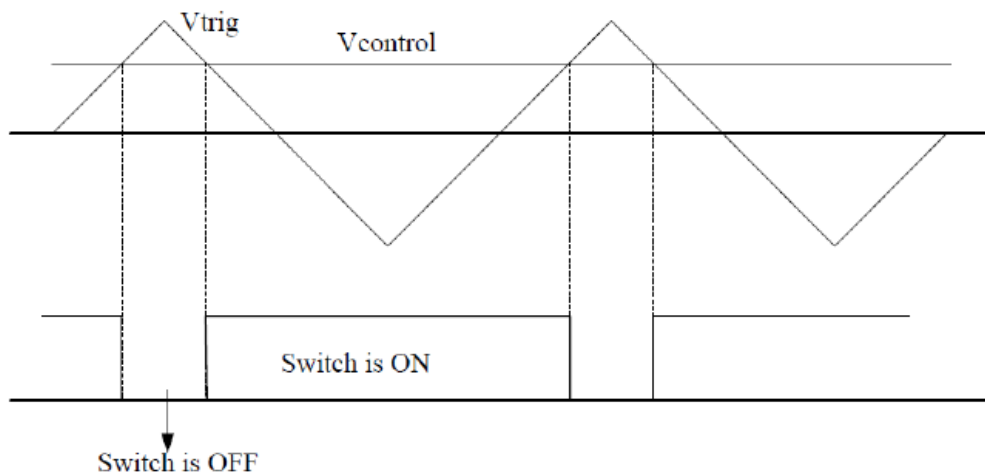 Vtrig
Vcontrol
Switch is ON
Switch is OFF